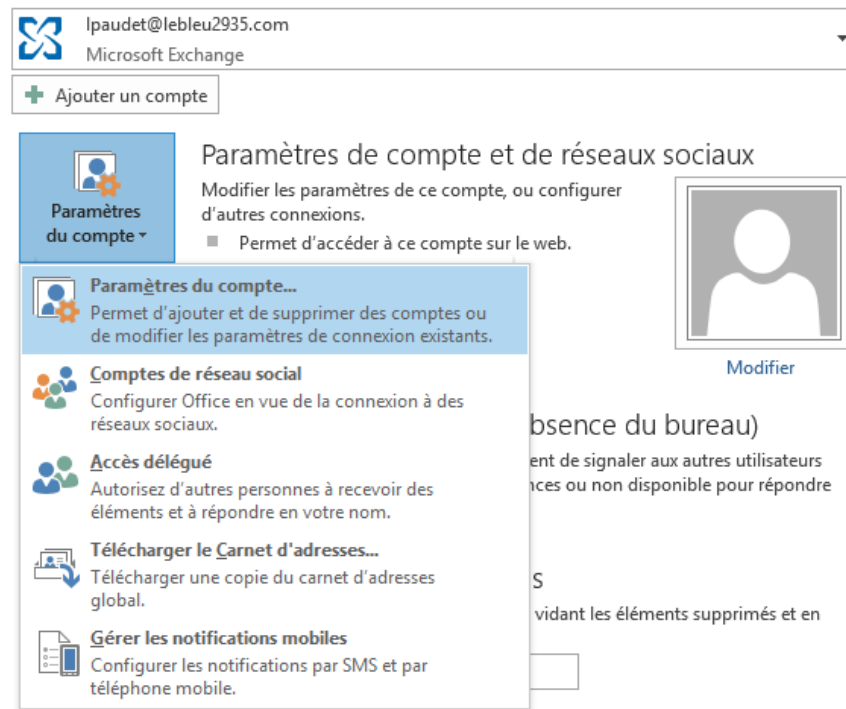 lpaudet@lebleu2935.com
Microsoft Exchange
Ajouter un compte
Paramètres
du compte
Paramètres de compte et de réseaux sociaux
Modifier les paramètres de ce compte, ou configurer
d'autres connexions.
Permet d'accéder à ce compte sur le web.
Modifier
Paramètres du compte...
Permet d'ajouter et de supprimer des comptes ou
de modifier les paramètres de connexion existants.
Comptes de réseau social
Configurer Office en vue de la connexion à des
réseaux sociaux.
Accès délégué
Autorisez d'autres personnes à recevoir des
éléments et à répondre en votre nom.
Télécharger le Carnet d'adresses...
Télécharger une copie du carnet d'adresses
global.
Gérer les notifications mobiles
Configurer les notifications par SMS et par
téléphone mobile.
bsence du bureau)
ent de signaler aux autres utilisateurs
nces ou non disponible pour répondre
s
vidant les éléments supprimés et en